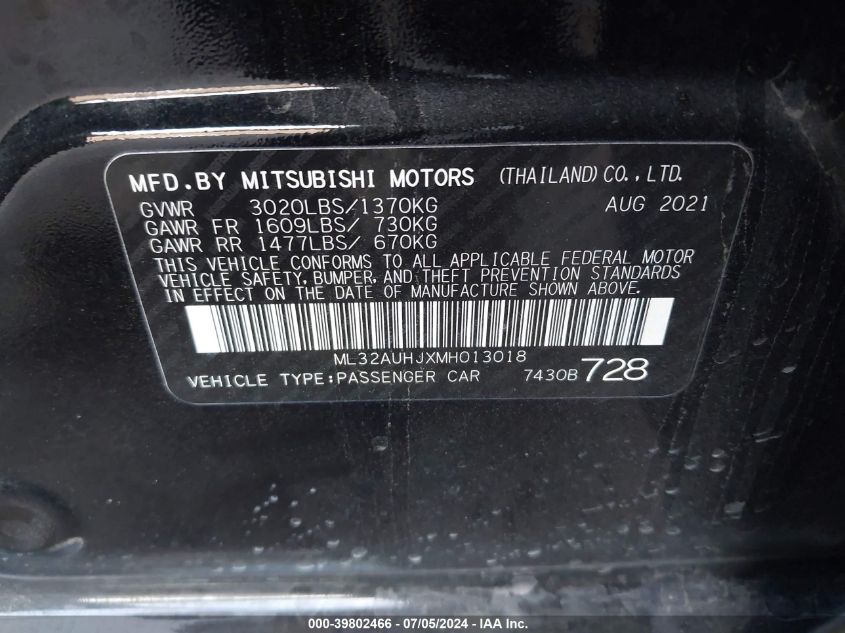 MFD.BY MITSUBISHI MOTORS (THAILAND) CO., LTD.
GVWR 3020LBS/1370KG AUG 2021
GAWR FR 1609LBS/ 730KG
GAWR RR 1477LBS/ 670KG
THIS VEHICLE CONFORMS TO ALL APPLICABLE FEDERAL MOTOR
VEHICLE SAFETY, BUMPER, AND THEFT PREVENTION STANDARDS
IN EFFECT ON THE DATE OF MANUFACTURE SHOWN ABOVE.
ML32AUHJXMH013018
VEHICLE TYPE:PASSENGER CAR 7430B 728
000-39802466 - 07/05/2024 - IAA Inc.